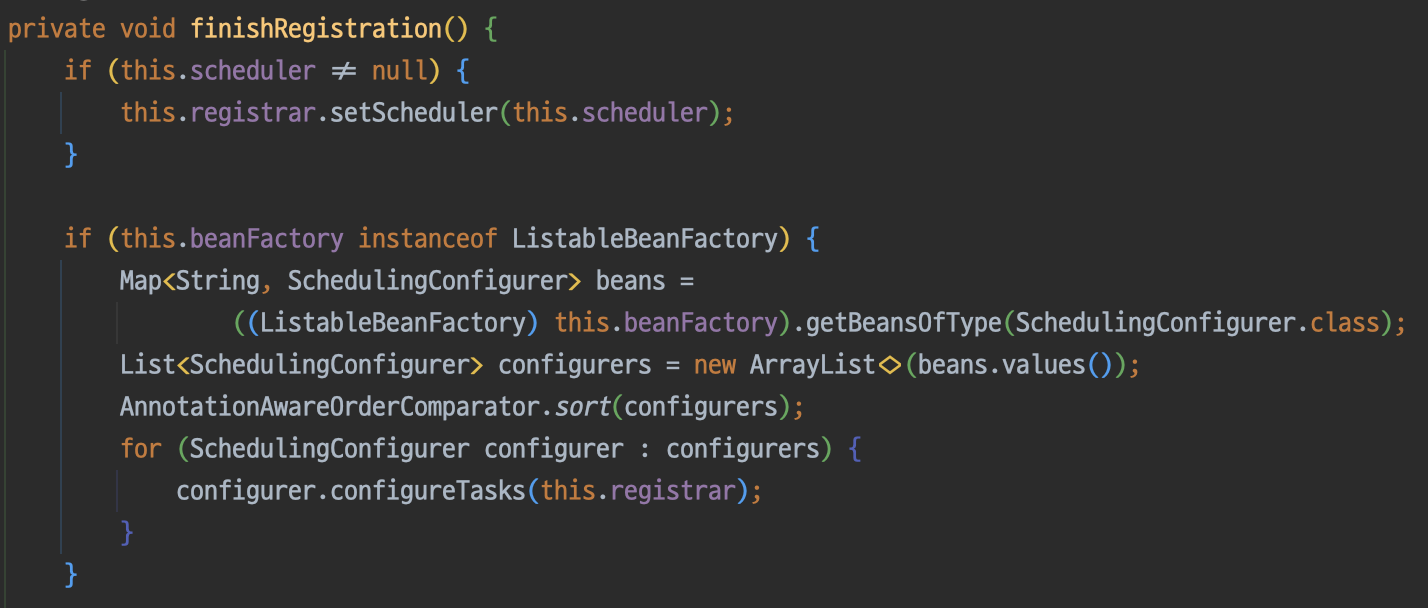 private void finishRegistration() {
    if (this.scheduler != null) {
        this.registrar.setScheduler(this.scheduler);
    }

    if (this.beanFactory instanceof ListableBeanFactory) {
        Map<String, SchedulingConfigurer> beans =
                ((ListableBeanFactory) this.beanFactory).getBeansOfType(SchedulingConfigurer.class);
        List<SchedulingConfigurer> configurers = new ArrayList<>(beans.values());
        AnnotationAwareOrderComparator.sort(configurers);
        for (SchedulingConfigurer configurer : configurers) {
            configurer.configureTasks(this.registrar);
        }
    }